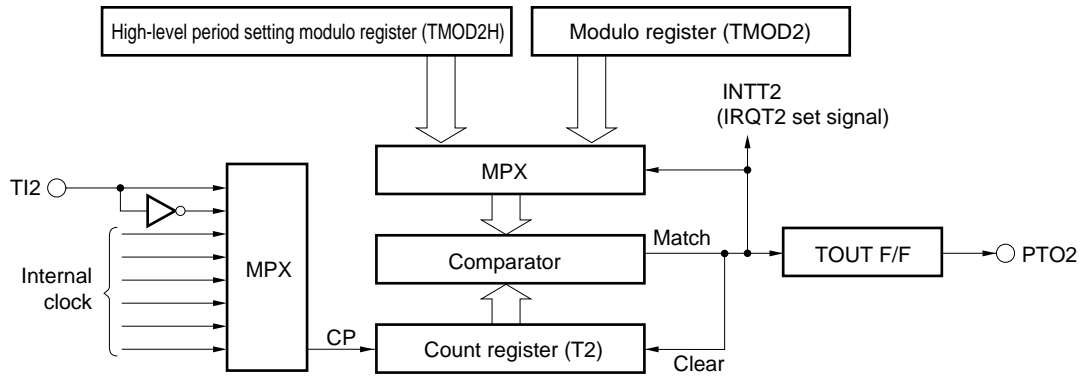 High-level period setting modulo register (TMOD2H)
Modulo register (TMOD2)
INTT2
(IRQT2 set signal)
MPX
TI2
Match
Comparator
TOUT F/F
PTO2
MPX
Internal
clock
CP
Count register (T2)
Clear